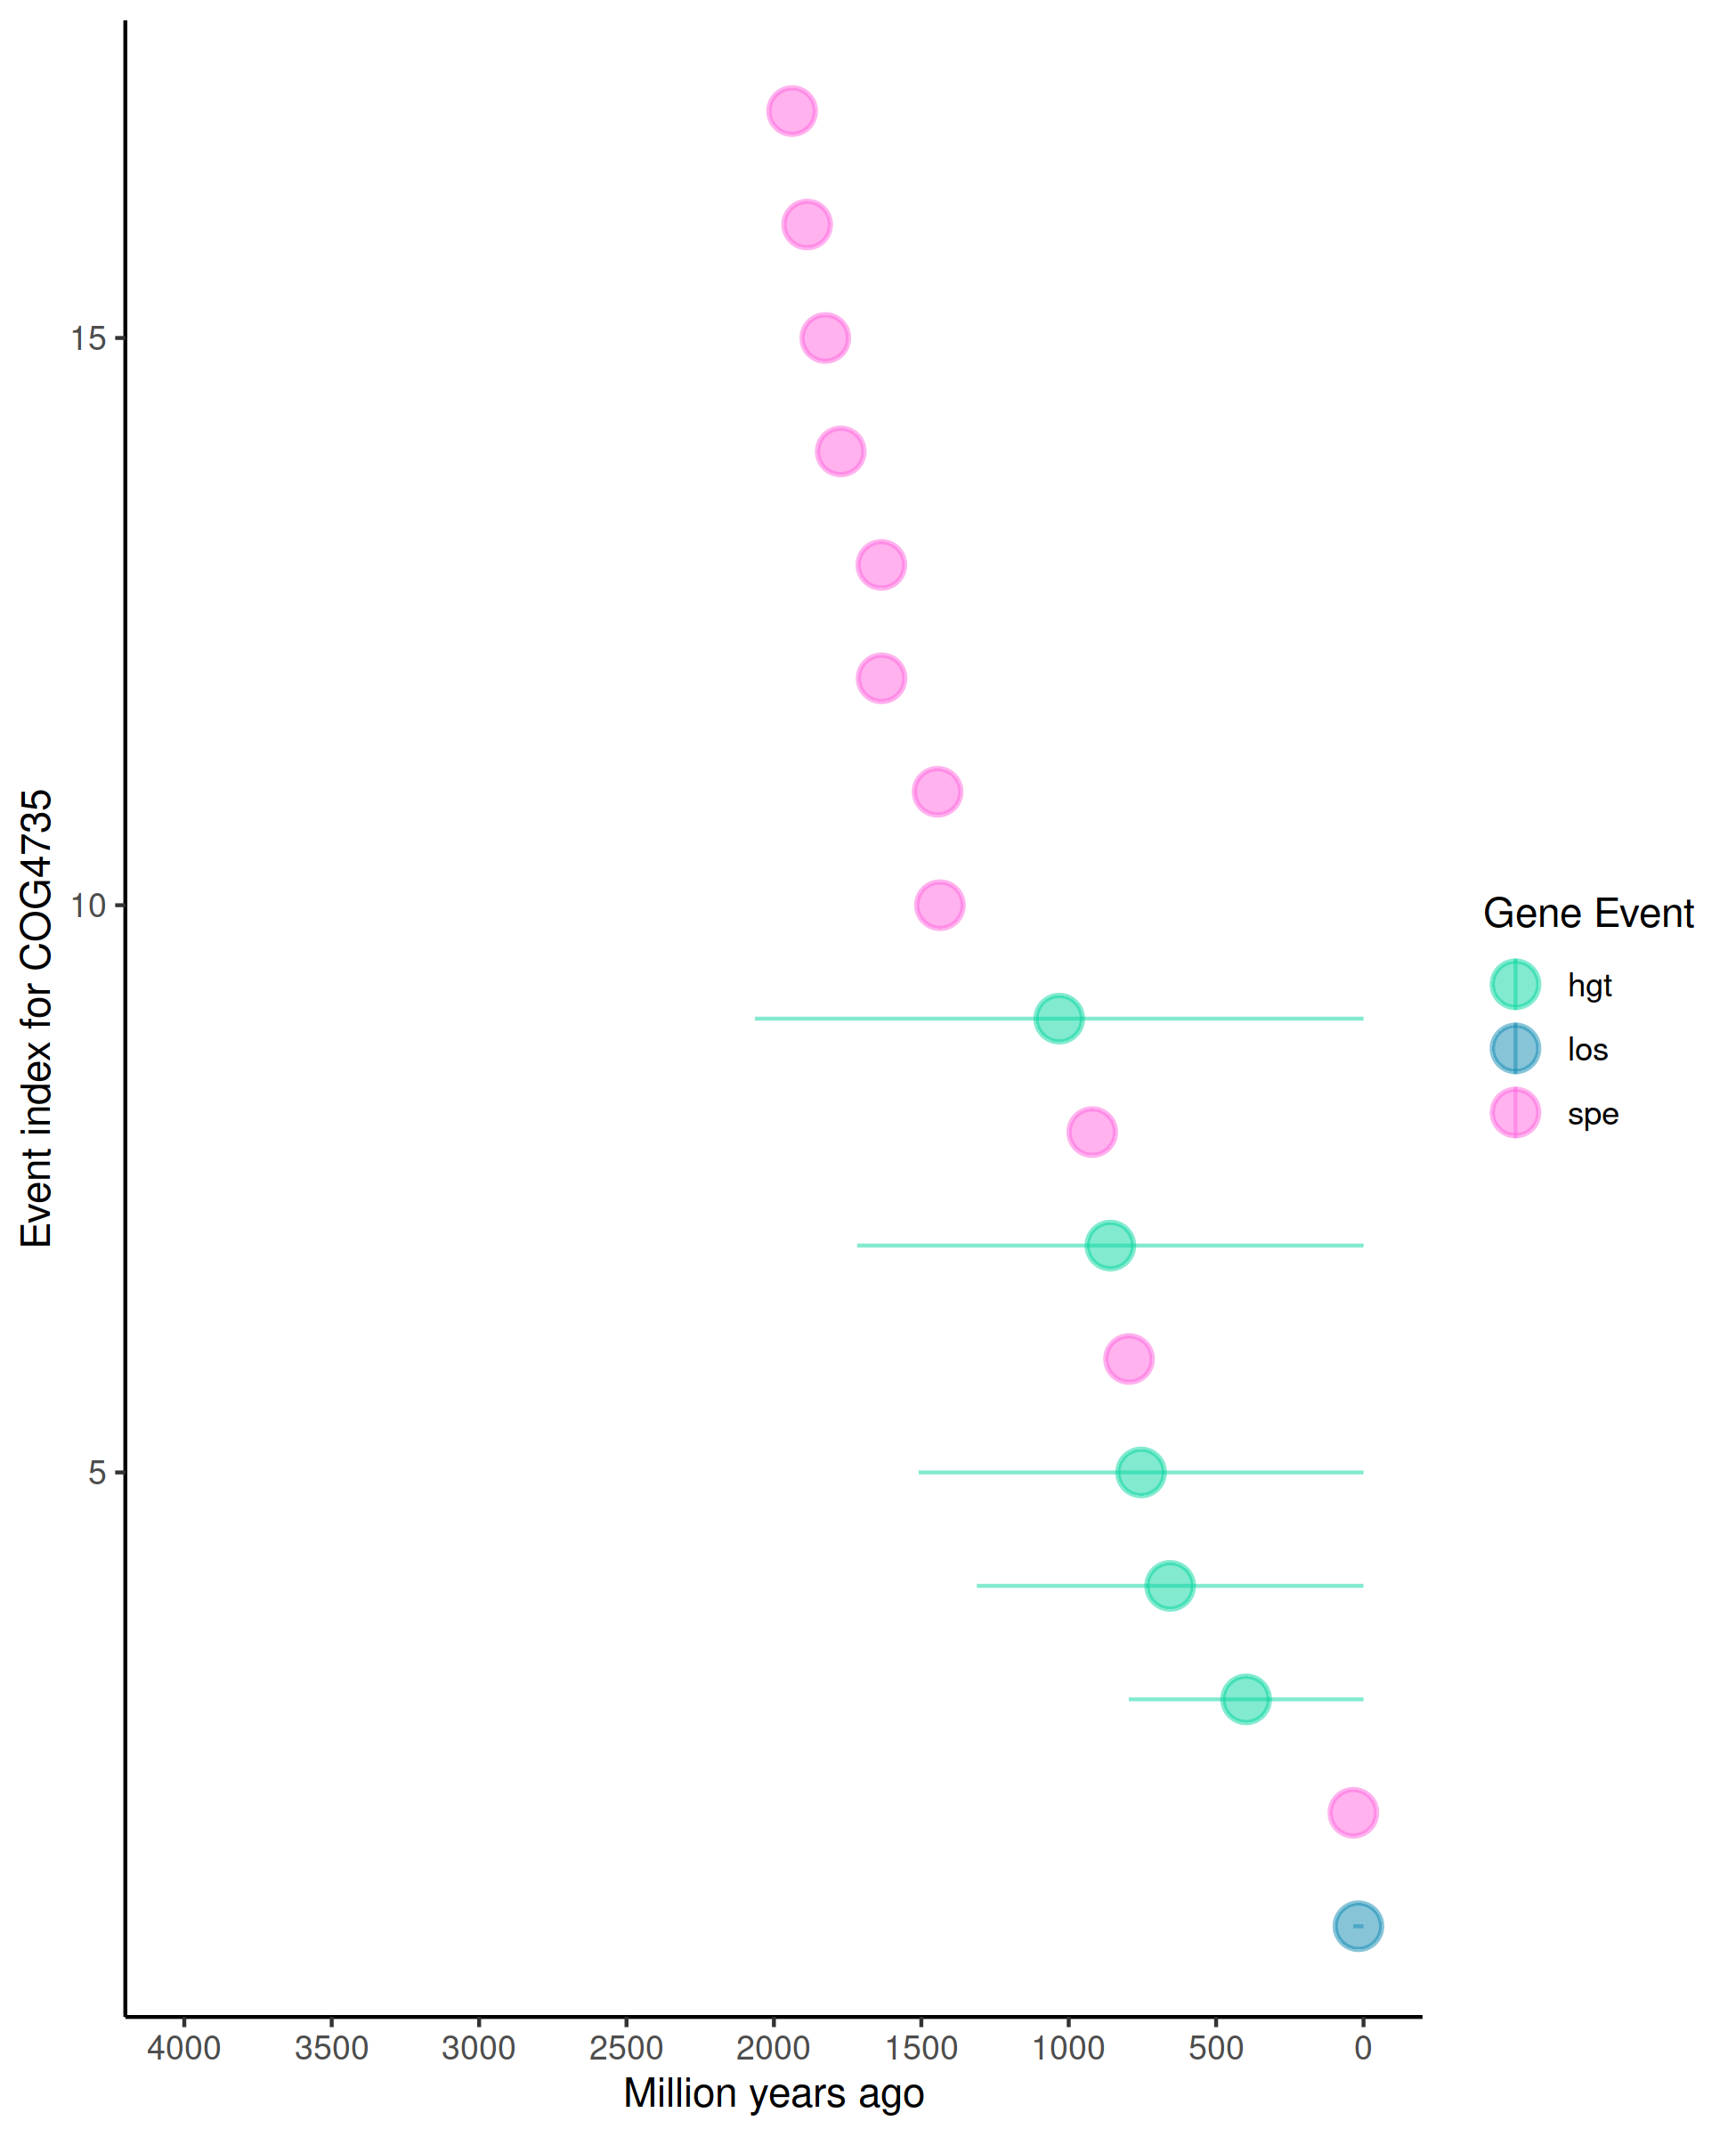 15
10
5
Event index for COG4735
4000 3500 3000 2500 2000 1500 1000 500 0
Million years ago
Gene Event
hgt
los
spe